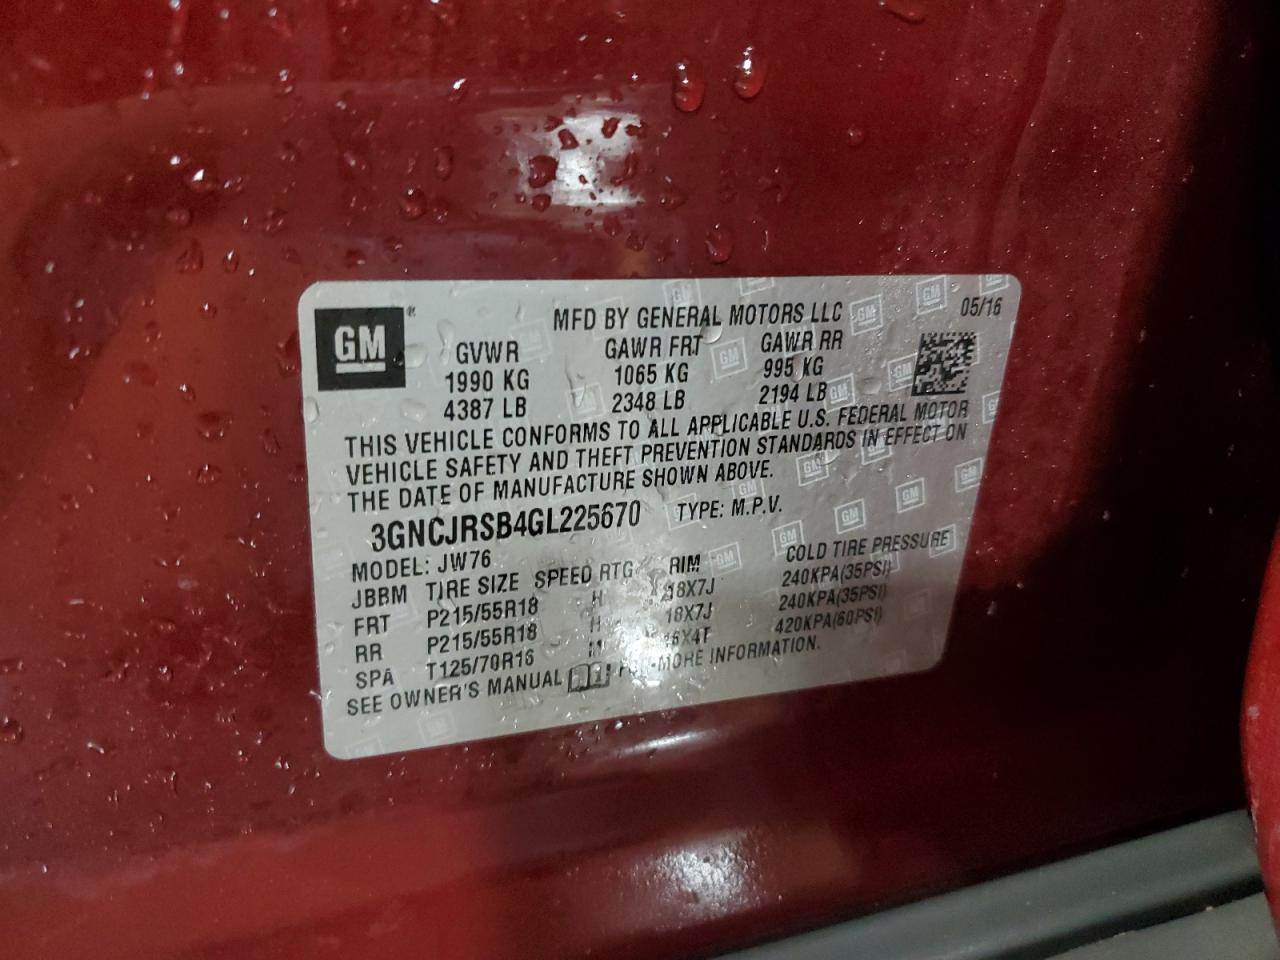 GM®
MFD BY GENERAL MOTORS LLC 05/16
GVWR GAWR FRT GAWR RR
1990 KG 1065 KG 995 KG
4387 LB 2348 LB 2194 LB
THIS VEHICLE CONFORMS TO ALL APPLICABLE U.S. FEDERAL MOTOR
VEHICLE SAFETY AND THEFT PREVENTION STANDARDS IN EFFECT ON
THE DATE OF MANUFACTURE SHOWN ABOVE.
3GNCJRSB4GL225670 TYPE: M.P.V.
MODEL: JW76
JBBM TIRE SIZE SPEED RTG RIM COLD TIRE PRESSURE
FRT P215/55R18 H 18X7J 240KPA(35PSI)
RR P215/55R18 H 18X7J 240KPA(35PSI)
SPA T125/70R16 420KPA(60PSI)
SEE OWNER'S MANUAL FOR MORE INFORMATION.